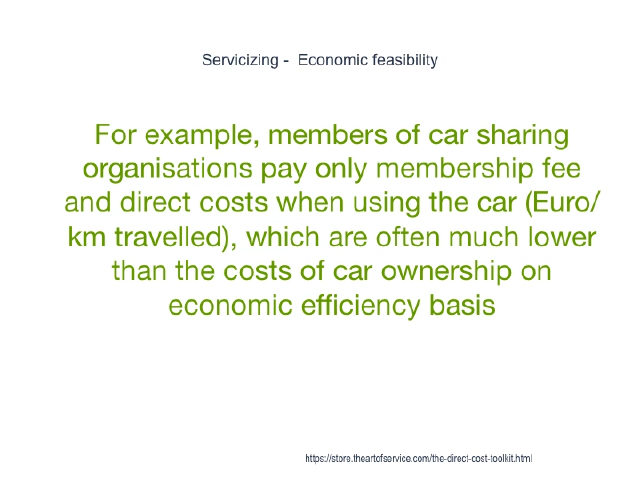 Servicizing -  Economic feasibility
For example, members of car sharing
organisations pay only membership fee
and direct costs when using the car (Euro/
km travelled), which are often much lower
than the costs of car ownership on
economic efficiency basis
https://store.theartofservice.com/the-direct-cost-toolkit.html